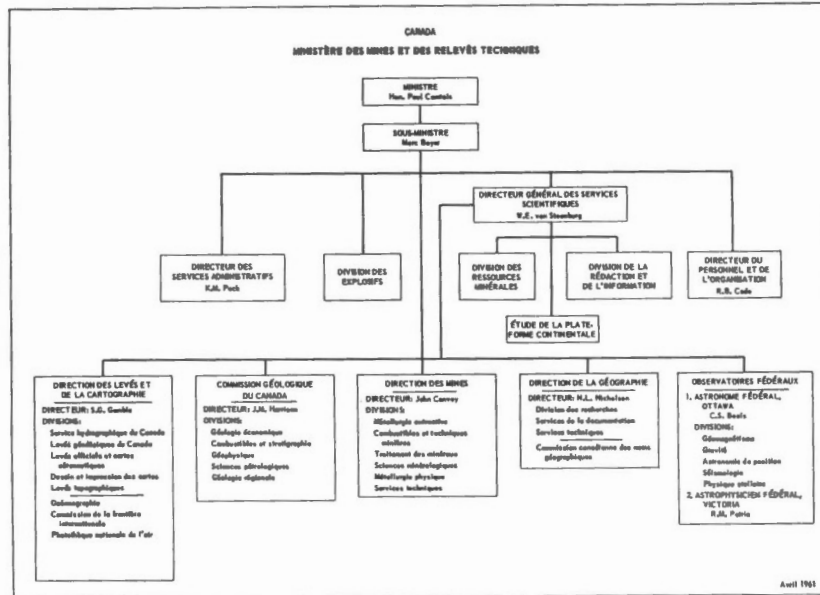 CANADA
MINISTÈRE DES MINES ET DES RELEVÉS TECHNIQUES
MINISTRE
Hon. Paul Comtois
SOUS-MINISTRE
Marc Boyer
DIRECTEUR GÉNÉRAL DES SERVICES
SCIENTIFIQUES
W.E. van Steenburg
DIRECTEUR DES
SERVICES ADMINISTRATIFS
K.M. Pack
DIVISION DES
EXPLOSIFS
DIVISION DES
RESSOURCES
MINÉRALES
DIVISION DE LA
RÉDACTION ET
DE L'INFORMATION
DIRECTEUR DU
PERSONNEL ET DE
L'ORGANISATION
R.B. Code
ÉTUDE DE LA PLATE-
FORME CONTINENTALE
DIRECTION DES LEVÉS ET
DE LA CARTOGRAPHIE
DIRECTEUR: S.G. Gamble
DIVISIONS:
Service hydrographique du Canada
Levés géodésiques du Canada
Levés officiels et cartes
aéronautiques
Dessin et impression des cartes
Levés topographiques
Océanographie
Commission de la frontière
internationale
Photothèque nationale de l'air
COMMISSION GÉOLOGIQUE
DU CANADA
DIRECTEUR: J.M. Harrison
DIVISIONS:
Géologie économique
Combustibles et stratigraphie
Géophysique
Sciences pétrologiques
Géologie régionale
DIRECTION DES MINES
DIRECTEUR: John Convey
DIVISIONS:
Métallurgie extractive
Combustibles et techniques
minières
Traitement des minéraux
Sciences minéralogiques
Métallurgie physique
Services techniques
DIRECTION DE LA GÉOGRAPHIE
DIRECTEUR: N.L. Nicholson
Division des recherches
Services de la documentation
Services techniques
Commission canadienne des noms
géographiques
OBSERVATOIRES FÉDÉRAUX
1. ASTRONOME FÉDÉRAL,
OTTAWA
C.S. Beals
DIVISIONS:
Géomagnétisme
Gravité
Astronomie de position
Séismologie
Physique stellaire
2. ASTROPHYSICIEN FÉDÉRAL,
VICTORIA
R.M. Petrie
Avril 1961